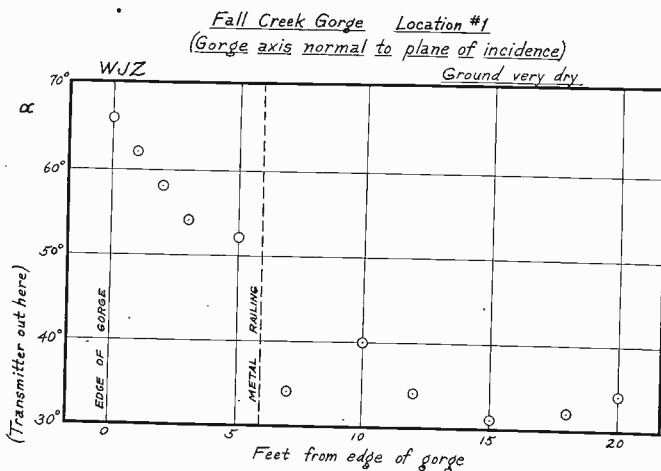 Fall Creek Gorge Location #1
(Gorge axis normal to plane of incidence)
WJZ
Ground very dry
70°
α
60°
50°
40°
30°
(Transmitter out here)
EDGE OF GORGE
METAL RAILING
0
5
10
15
20
Feet from edge of gorge